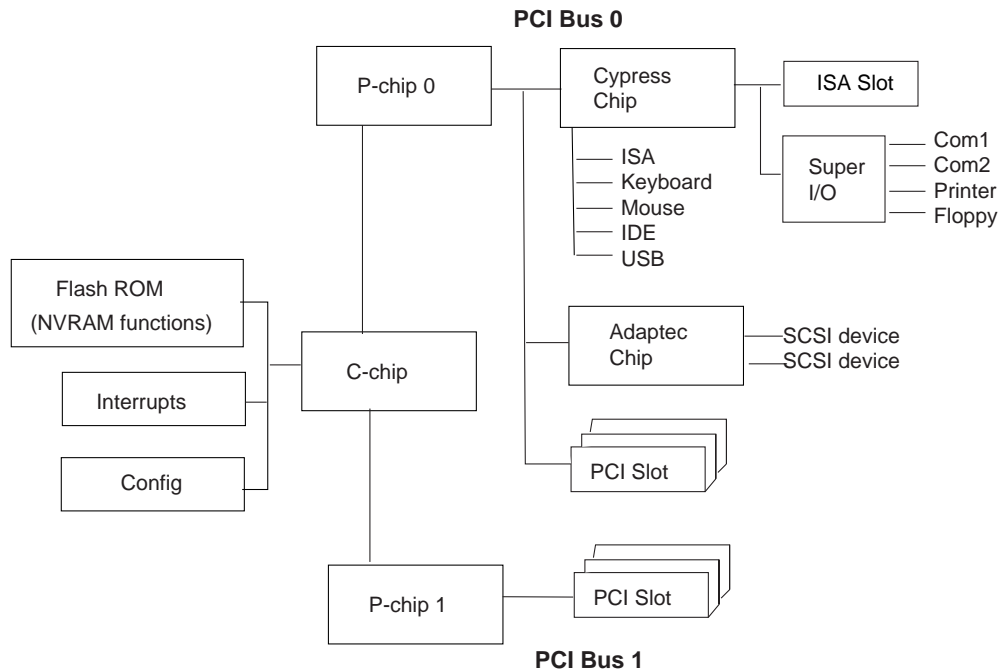 PCI Bus 0
P-chip 0
Cypress
Chip
ISA Slot
ISA
Keyboard
Mouse
IDE
USB
Super
I/O
Com1
Com2
Printer
Floppy
Flash ROM
(NVRAM functions)
Interrupts
Config
C-chip
Adaptec
Chip
SCSI device
SCSI device
PCI Slot
P-chip 1
PCI Slot
PCI Bus 1